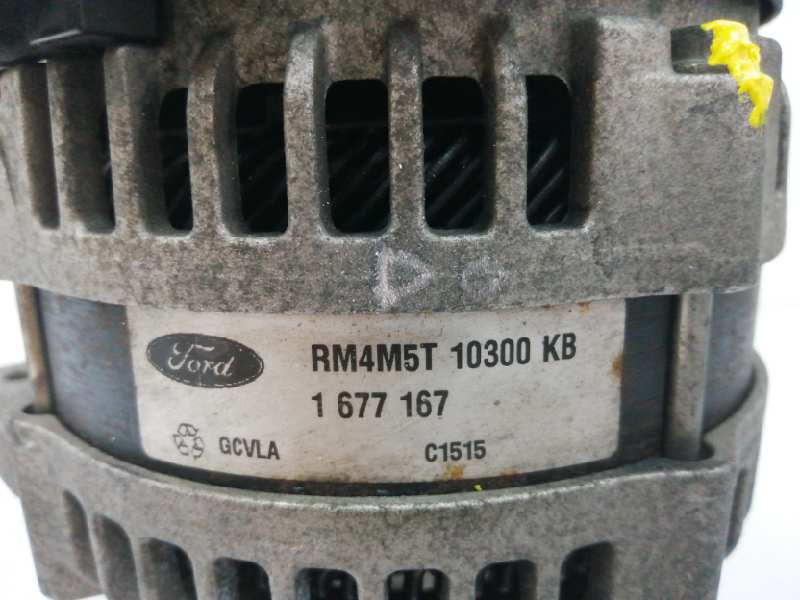 Ford
RM4M5T 10300 KB
1 677 167
GCVLA C1515